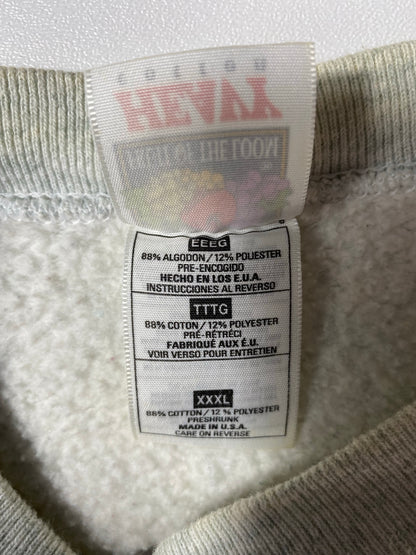 COTTON
HEAVY
FRUIT OF THE LOOM
EEEG
88% ALGODON / 12% POLIESTER
PRE-ENCOGIDO
HECHO EN LOS E.U.A.
INSTRUCCIONES AL REVERSO
TTTG
88% COTON / 12% POLYESTER
PRÉ-RÉTRÉCI
FABRIQUÉ AUX É.U.
VOIR VERSO POUR ENTRETIEN
XXXL
88% COTTON / 12% POLYESTER
PRESHRUNK
MADE IN U.S.A.
CARE ON REVERSE